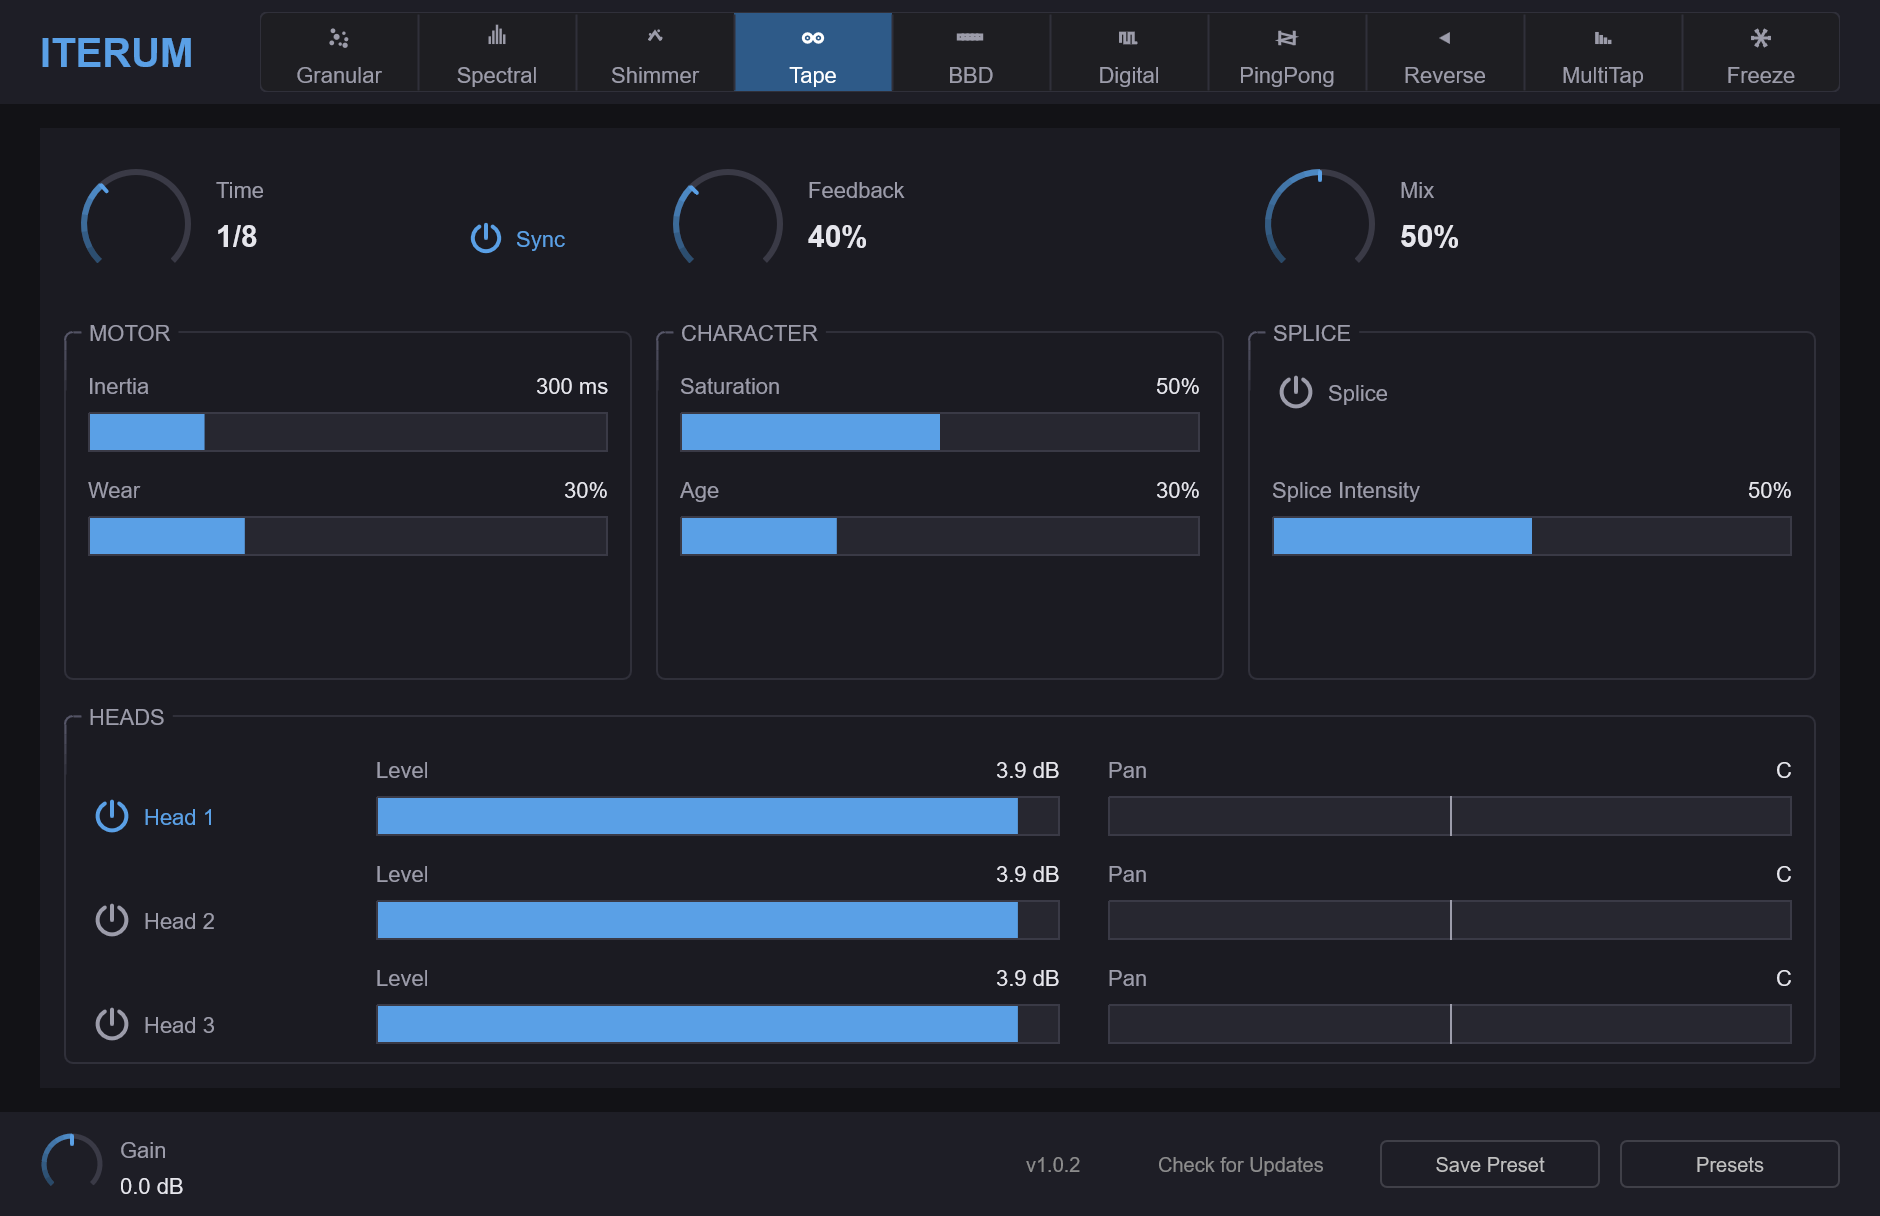 ITERUM
Granular
Spectral
Shimmer
Tape
BBD
Digital
PingPong
Reverse
MultiTap
Freeze
Time
1/8
Sync
Feedback
40%
Mix
50%
MOTOR
Inertia 300 ms
Wear 30%
CHARACTER
Saturation 50%
Age 30%
SPLICE
Splice
Splice Intensity 50%
HEADS
Level 3.9 dB Pan C
Head 1
Level 3.9 dB Pan C
Head 2
Level 3.9 dB Pan C
Head 3
Gain
0.0 dB
v1.0.2
Check for Updates
Save Preset
Presets